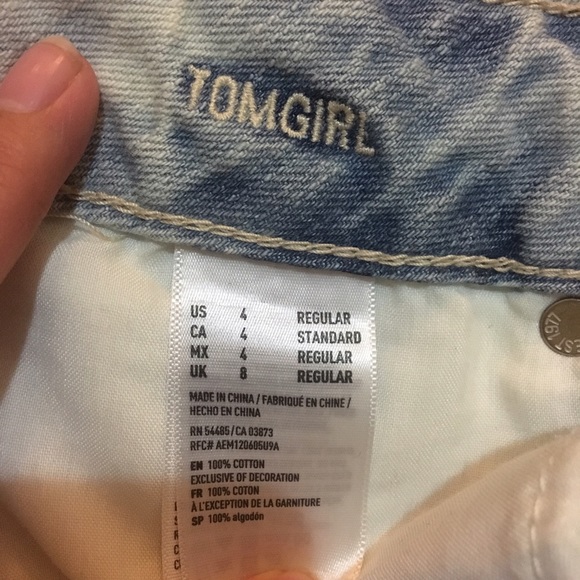 TOMGIRL
US 4 REGULAR
CA 4 STANDARD
MX 4 REGULAR
UK 8 REGULAR
MADE IN CHINA / FABRIQUÉ EN CHINE /
HECHO EN CHINA
RN 54485/CA 03873
RFC# AEM120605U9A
EN 100% COTTON
EXCLUSIVE OF DECORATION
FR 100% COTON
À L'EXCEPTION DE LA GARNITURE
SP 100% algodón
EST 1977